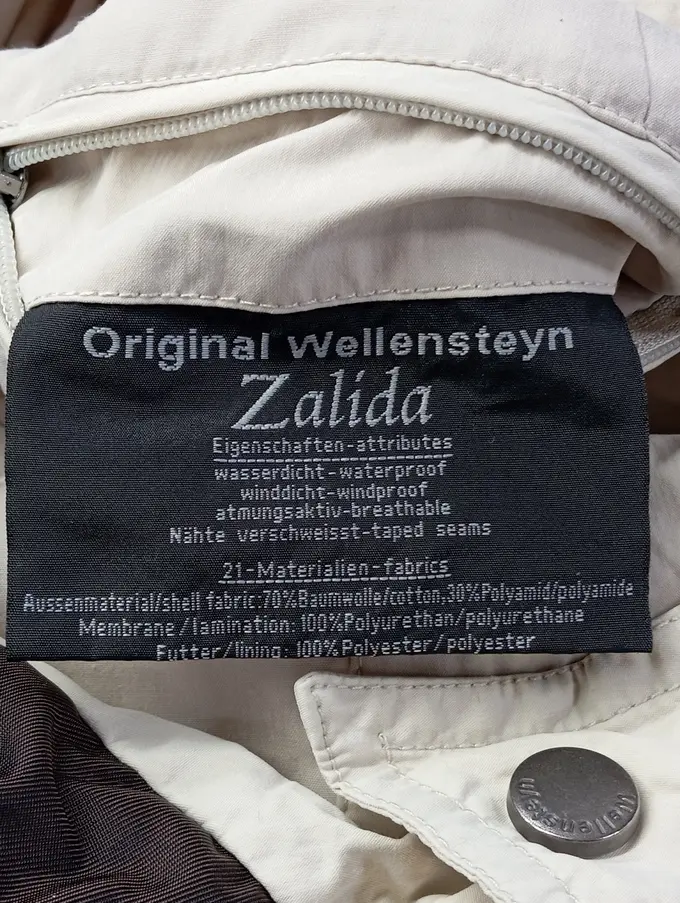 Original Wellensteyn
Zalida
Eigenschaften-attributes
wasserdicht-waterproof
winddicht-windproof
atmungsaktiv-breathable
Nähte verschweisst-taped seams
21-Materialien-fabrics
Aussenmaterial/shell fabric:70%Baumwolle/cotton,30%Polyamid/polyamide
Membrane/lamination: 100%Polyurethan/polyurethane
Futter/lining: 100%Polyester/polyester
Wellensteyn